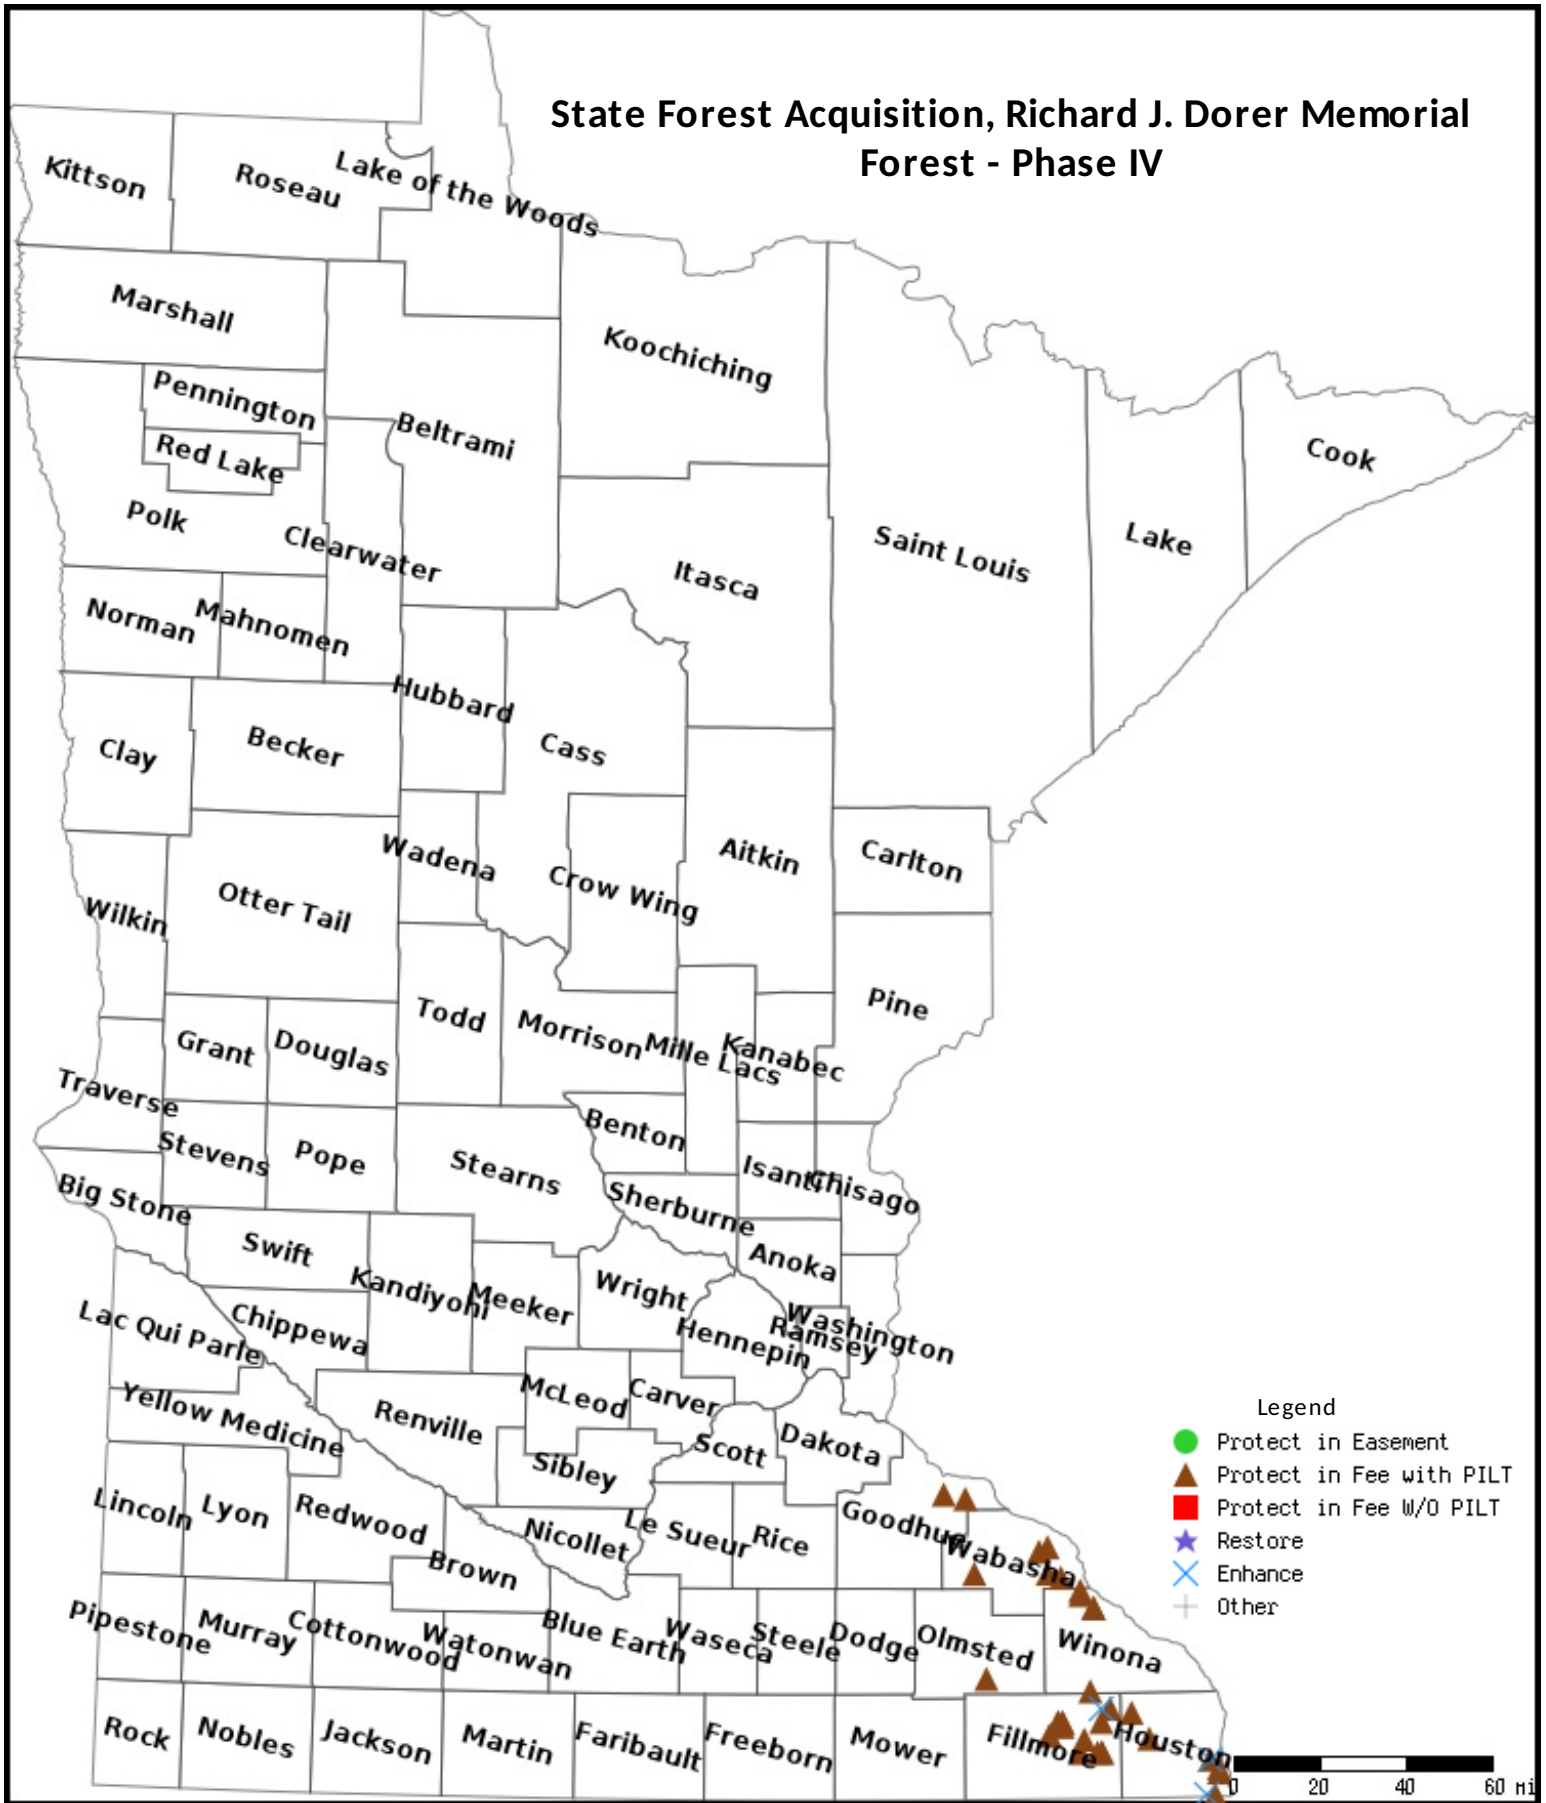 State Forest Acquisition, Richard J. Dorer Memorial
Forest - Phase IV
Kittson
Roseau
Lake of the Woods
Marshall
Koochiching
Pennington
Beltrami
Red Lake
Cook
Polk
Clearwater
Saint Louis
Lake
Itasca
Norman
Mahnomen
Hubbard
Clay
Becker
Cass
Wadena
Aitkin
Carlton
Otter Tail
Crow Wing
Wilkin
Pine
Todd
Morrison
Grant
Douglas
Mille Lacs
Kanabec
Traverse
Stevens
Pope
Stearns
Benton
Isanti
Chisago
Big Stone
Sherburne
Swift
Anoka
Kandiyohi
Meeker
Wright
Lac Qui Parle
Chippewa
Hennepin
Ramsey
Washington
McLeod
Carver
Yellow Medicine
Renville
Scott
Dakota
Sibley
Legend
Protect in Easement
Protect in Fee with PILT
Protect in Fee W/O PILT
Restore
Enhance
Other
Lincoln
Lyon
Redwood
Nicollet
Le Sueur
Rice
Goodhue
Wabasha
Brown
Pipestone
Murray
Cottonwood
Watonwan
Blue Earth
Waseca
Steele
Dodge
Olmsted
Winona
Rock
Nobles
Jackson
Martin
Faribault
Freeborn
Mower
Fillmore
Houston
0 20 40 60 mi